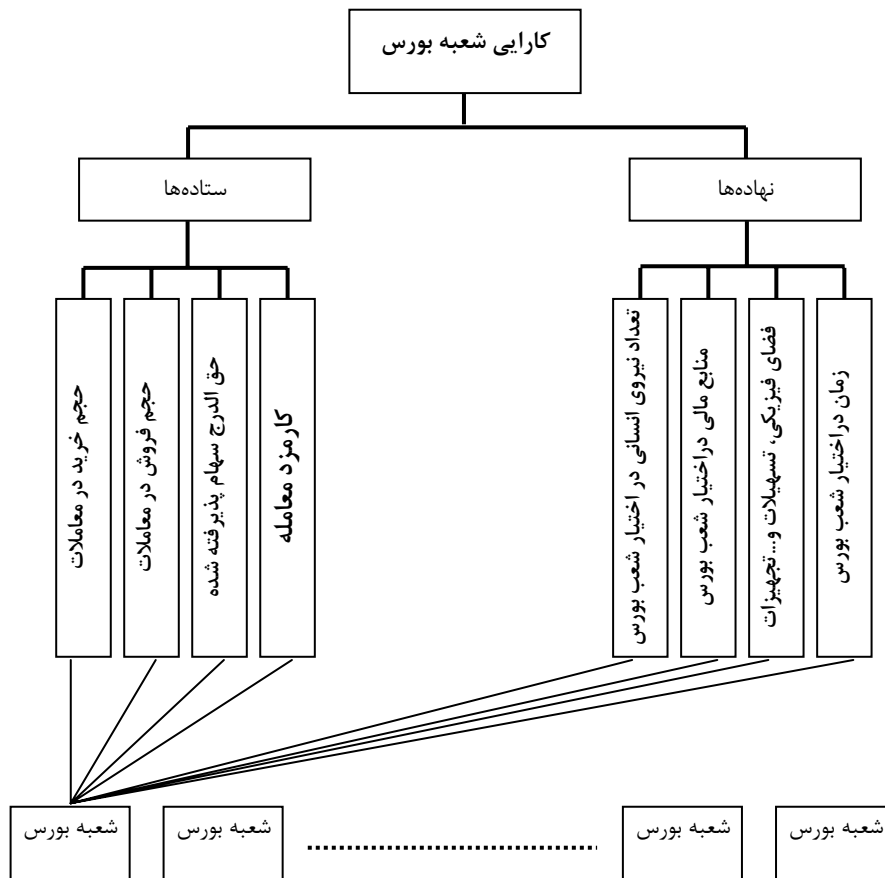 کارایی شعبه بورس
نهاده‌ها
ستاده‌ها
زمان دراختیار شعب بورس
فضای فیزیکی، تسهیلات و... تجهیزات
منابع مالی دراختیار شعب بورس
تعداد نیروی انسانی در اختیار شعب بورس
کارمزد معامله
حق الدرج سهام پذیرفته شده
حجم فروش در معاملات
حجم خرید در معاملات
شعبه بورس
شعبه بورس
شعبه بورس
شعبه بورس